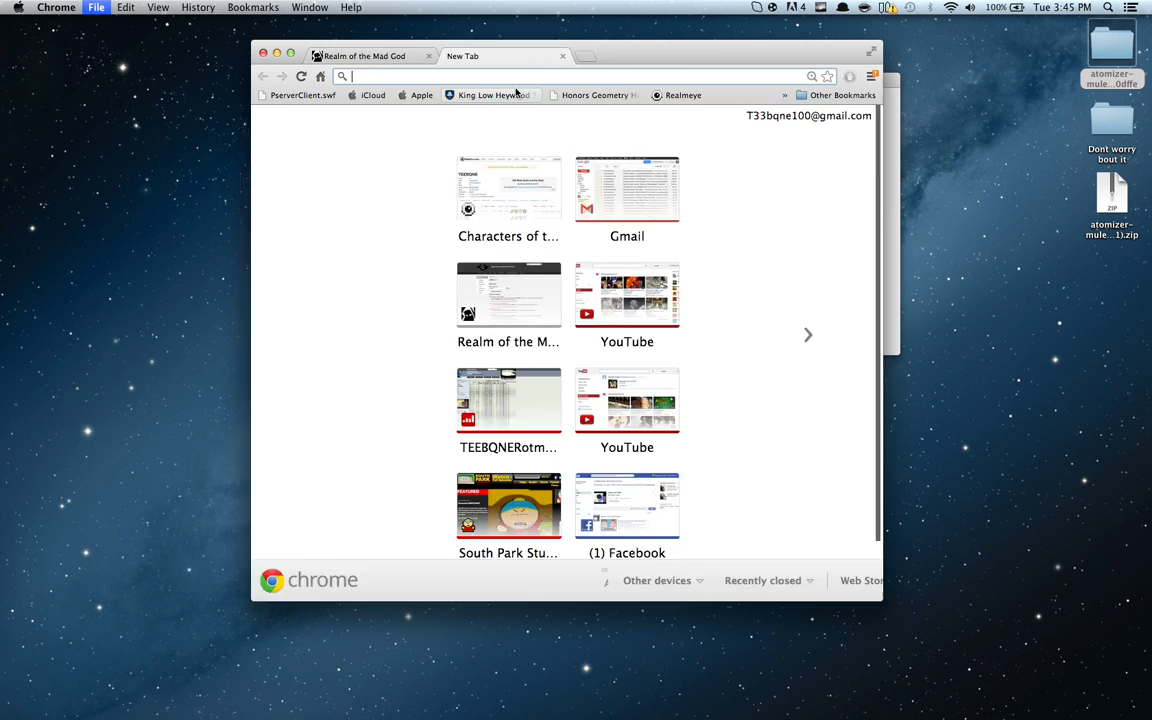 Chrome File Edit View History Bookmarks Window Help 4 100% Tue 3:45 PM
Realm of the Mad God New Tab
PserverClient.swf iCloud Apple King Low Heywood Honors Geometry H Realmeye » Other Bookmarks
T33bqne100@gmail.com
Characters of t... Gmail
Realm of the M... YouTube
TEEBQNERotm... YouTube
South Park Stu... (1) Facebook
chrome Other devices Recently closed Web Stor
atomizer-
mule...0dffe
Dont worry
bout it
ZIP
atomizer-
mule...1).zip